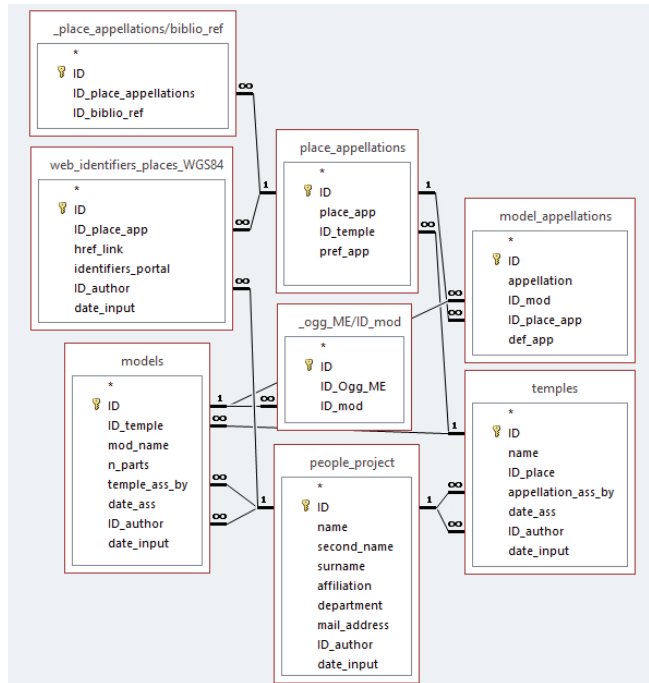 _place_appellations/biblio_ref
*
ID
ID_place_appellations
ID_biblio_ref
∞
web_identifiers_places_WGS84
*
ID
ID_place_app
href_link
identifiers_portal
ID_author
date_input
∞
∞
place_appellations
*
ID
place_app
ID_temple
pref_app
1
1
∞
model_appellations
*
ID
appellation
ID_mod
ID_place_app
def_app
∞
∞
_ogg_ME/ID_mod
*
ID
ID_Ogg_ME
ID_mod
∞
models
*
ID
ID_temple
mod_name
n_parts
temple_ass_by
date_ass
ID_author
date_input
1
∞
∞
∞
temples
*
ID
name
ID_place
appellation_ass_by
date_ass
ID_author
date_input
1
∞
∞
people_project
*
ID
name
second_name
surname
affiliation
department
mail_address
ID_author
date_input
1
1